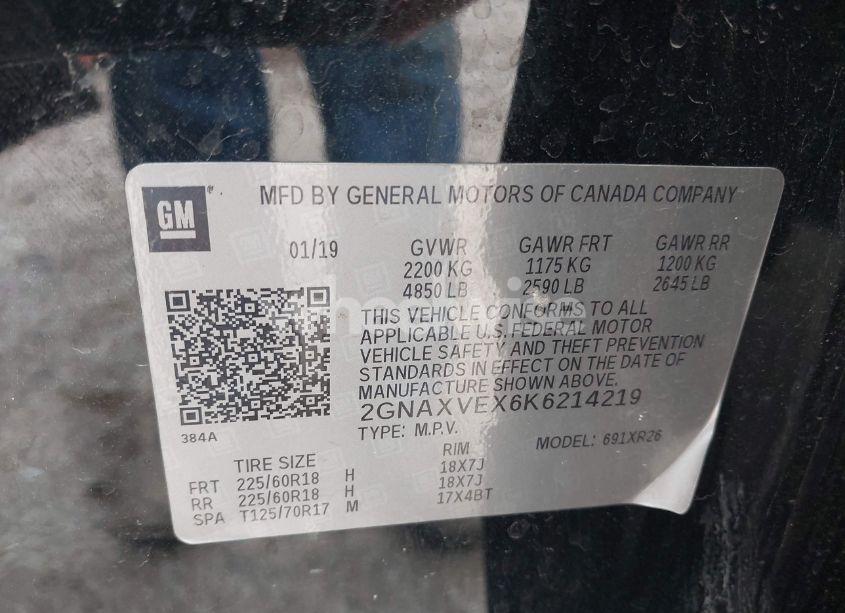 GM
MFD BY GENERAL MOTORS OF CANADA COMPANY
01/19 GVWR GAWR FRT GAWR RR
2200 KG 1175 KG 1200 KG
4850 LB 2590 LB 2645 LB
THIS VEHICLE CONFORMS TO ALL
APPLICABLE U.S. FEDERAL MOTOR
VEHICLE SAFETY AND THEFT PREVENTION
STANDARDS IN EFFECT ON THE DATE OF
MANUFACTURE SHOWN ABOVE.
2GNAXVEX6K6214219
384A
TYPE: M.P.V. MODEL: 691XR26
TIRE SIZE RIM
FRT 225/60R18 H 18X7J
RR 225/60R18 H 18X7J
SPA T125/70R17 M 17X4BT